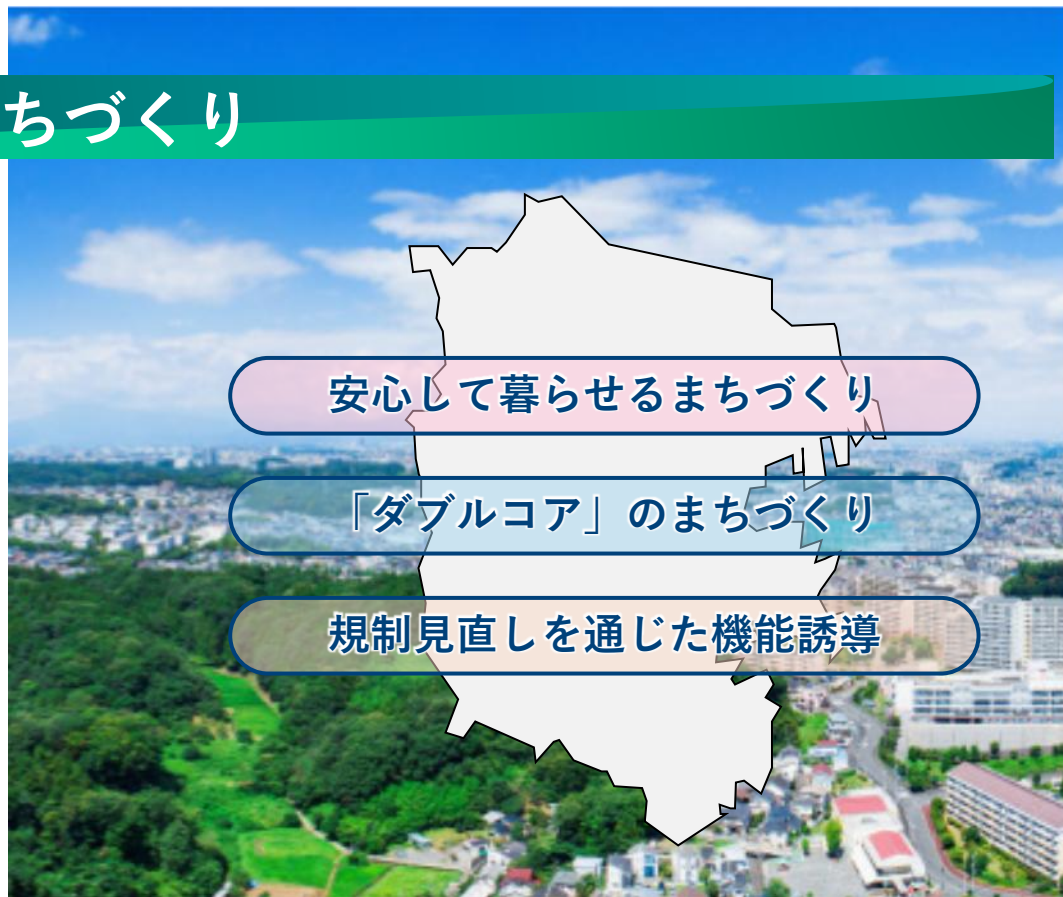 ちづくり
安心して暮らせるまちづくり
「ダブルコア」のまちづくり
規制見直しを通じた機能誘導